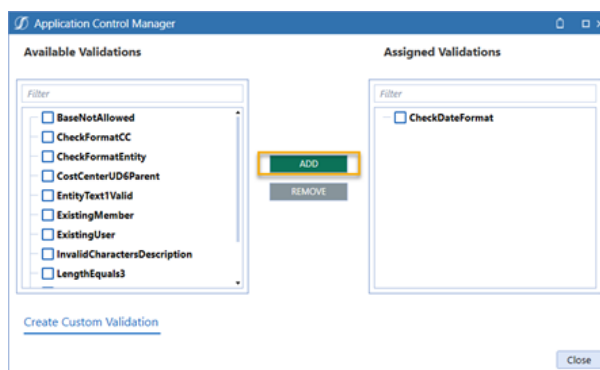 Application Control Manager
Available Validations
Assigned Validations
Filter
Filter
BaseNotAllowed
CheckFormatCC
CheckFormatEntity
CostCenterUD6Parent
EntityText1Valid
ExistingMember
ExistingUser
InvalidCharactersDescription
LengthEquals3
ADD
REMOVE
CheckDateFormat
Create Custom Validation
Close